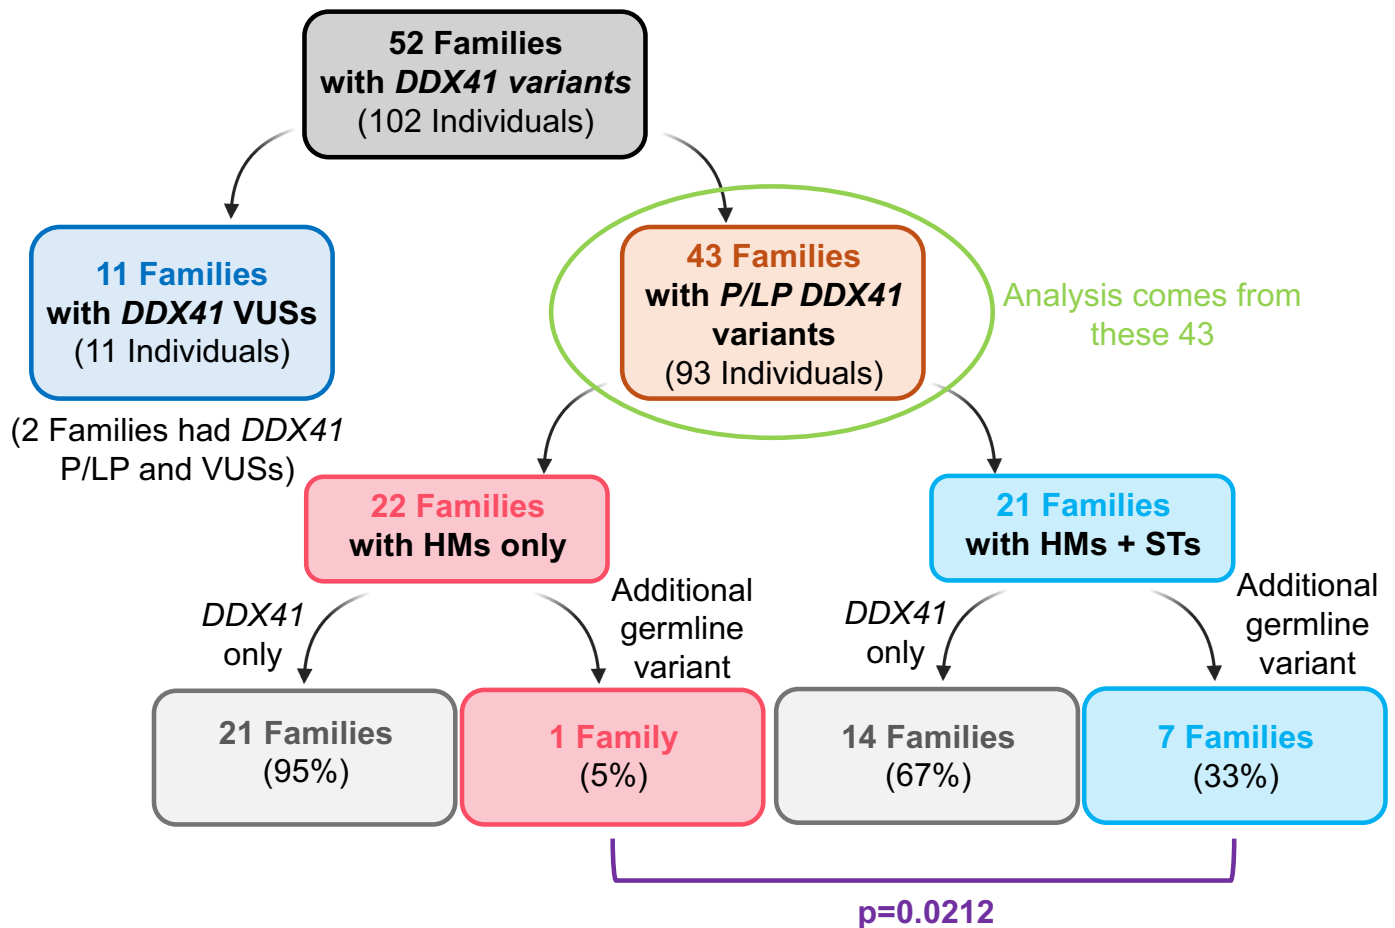 52 Families
with DDX41 variants
(102 Individuals)
11 Families
with DDX41 VUSs
(11 Individuals)
(2 Families had DDX41
P/LP and VUSs)
43 Families
with P/LP DDX41
variants
(93 Individuals)
Analysis comes from
these 43
22 Families
with HMs only
21 Families
with HMs + STs
DDX41
only
Additional
germline
variant
DDX41
only
Additional
germline
variant
21 Families
(95%)
1 Family
(5%)
14 Families
(67%)
7 Families
(33%)
p=0.0212